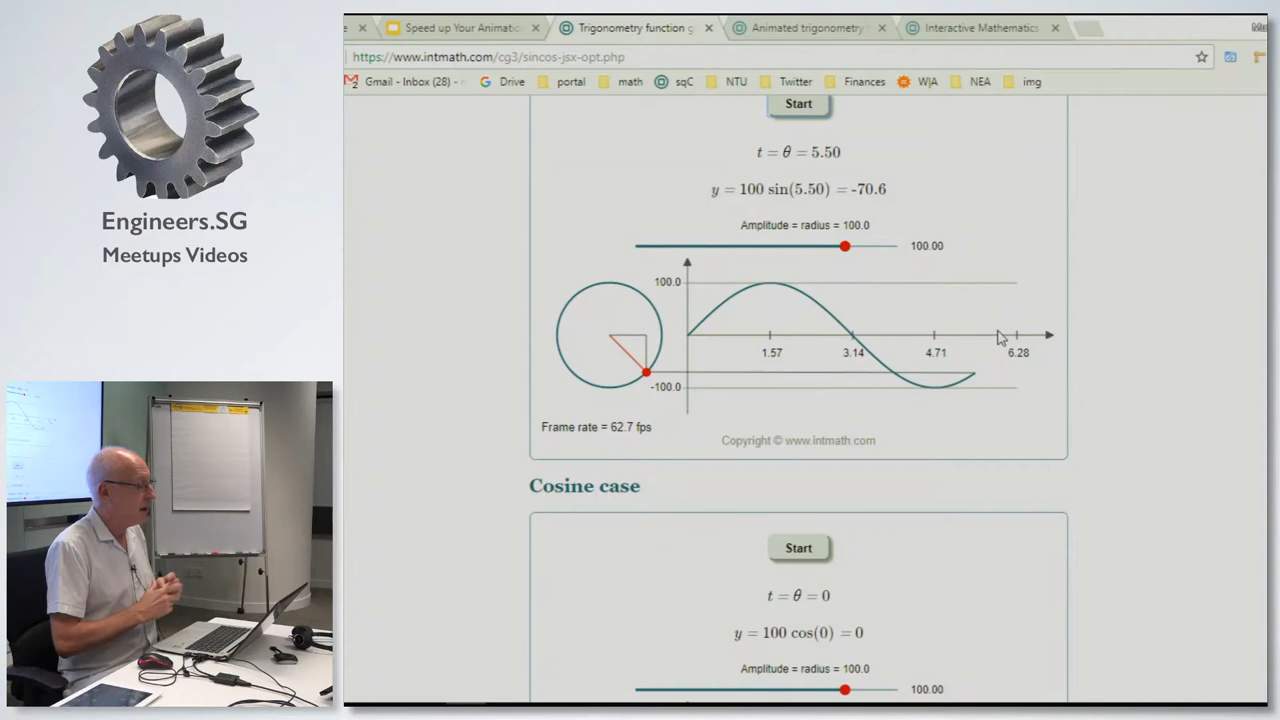 Engineers.SG
Meetups Videos
e
Speed up Your Animatio
Trigonometry function g
Animated trigonometry
Interactive Mathematics
https://www.intmath.com/cg3/sincos-jsx-opt.php
Gmail - Inbox (28) -
Drive
portal
math
sqC
NTU
Twitter
Finances
W|A
NEA
img
Start
t = θ = 5.50
y = 100 sin(5.50) = -70.6
Amplitude = radius = 100.0
100.00
100.0
1.57
3.14
4.71
6.28
-100.0
Frame rate = 62.7 fps
Copyright © www.intmath.com
Cosine case
Start
t = θ = 0
y = 100 cos(0) = 0
Amplitude = radius = 100.0
100.00